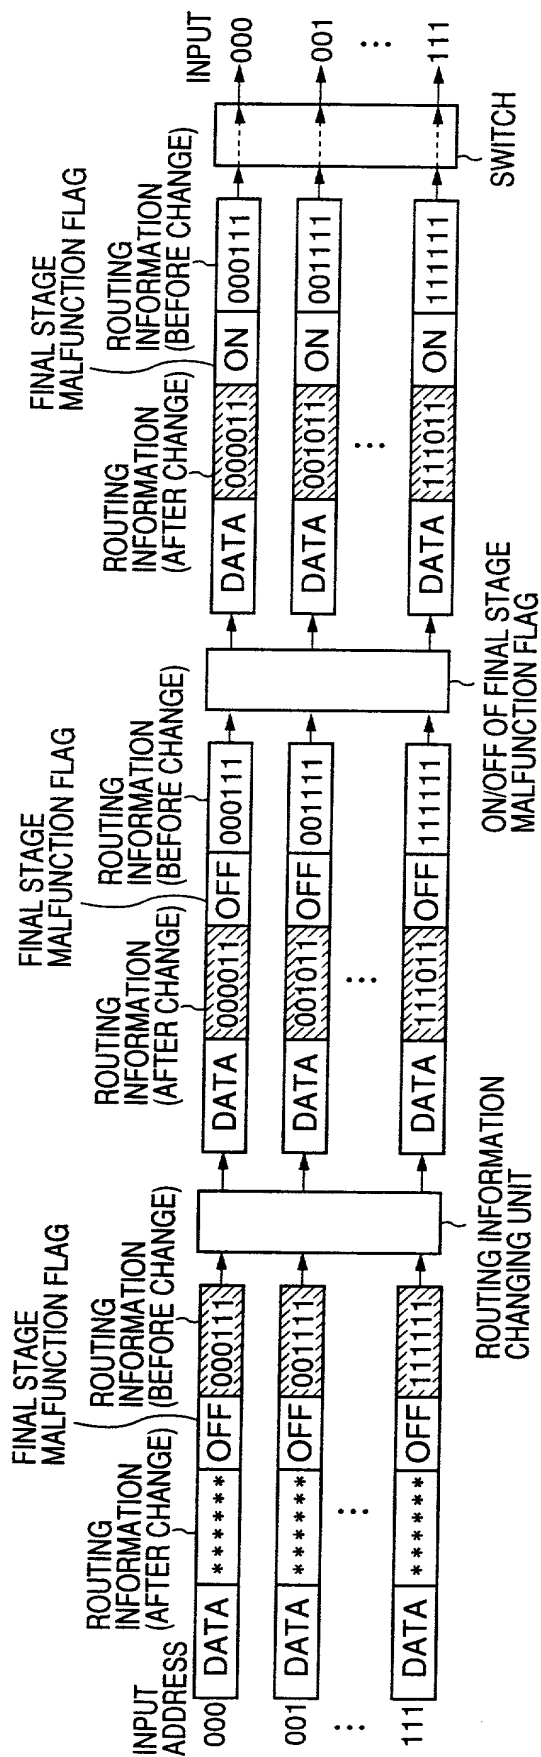 INPUT
ADDRESS
ROUTING
INFORMATION
(AFTER CHANGE)
FINAL STAGE
MALFUNCTION FLAG
ROUTING
INFORMATION
(BEFORE CHANGE)
000 DATA ****** OFF 000111
001 DATA ****** OFF 001111
... ...
111 DATA ****** OFF 111111
ROUTING INFORMATION
CHANGING UNIT
ROUTING
INFORMATION
(AFTER CHANGE)
FINAL STAGE
MALFUNCTION FLAG
ROUTING
INFORMATION
(BEFORE CHANGE)
DATA 000011 OFF 000111
DATA 001011 OFF 001111
...
DATA 111011 OFF 111111
ON/OFF OF FINAL STAGE
MALFUNCTION FLAG
ROUTING
INFORMATION
(AFTER CHANGE)
FINAL STAGE
MALFUNCTION FLAG
ROUTING
INFORMATION
(BEFORE CHANGE)
DATA 000011 ON 000111
DATA 001011 ON 001111
...
DATA 111011 ON 111111
SWITCH
INPUT
000
001
...
111